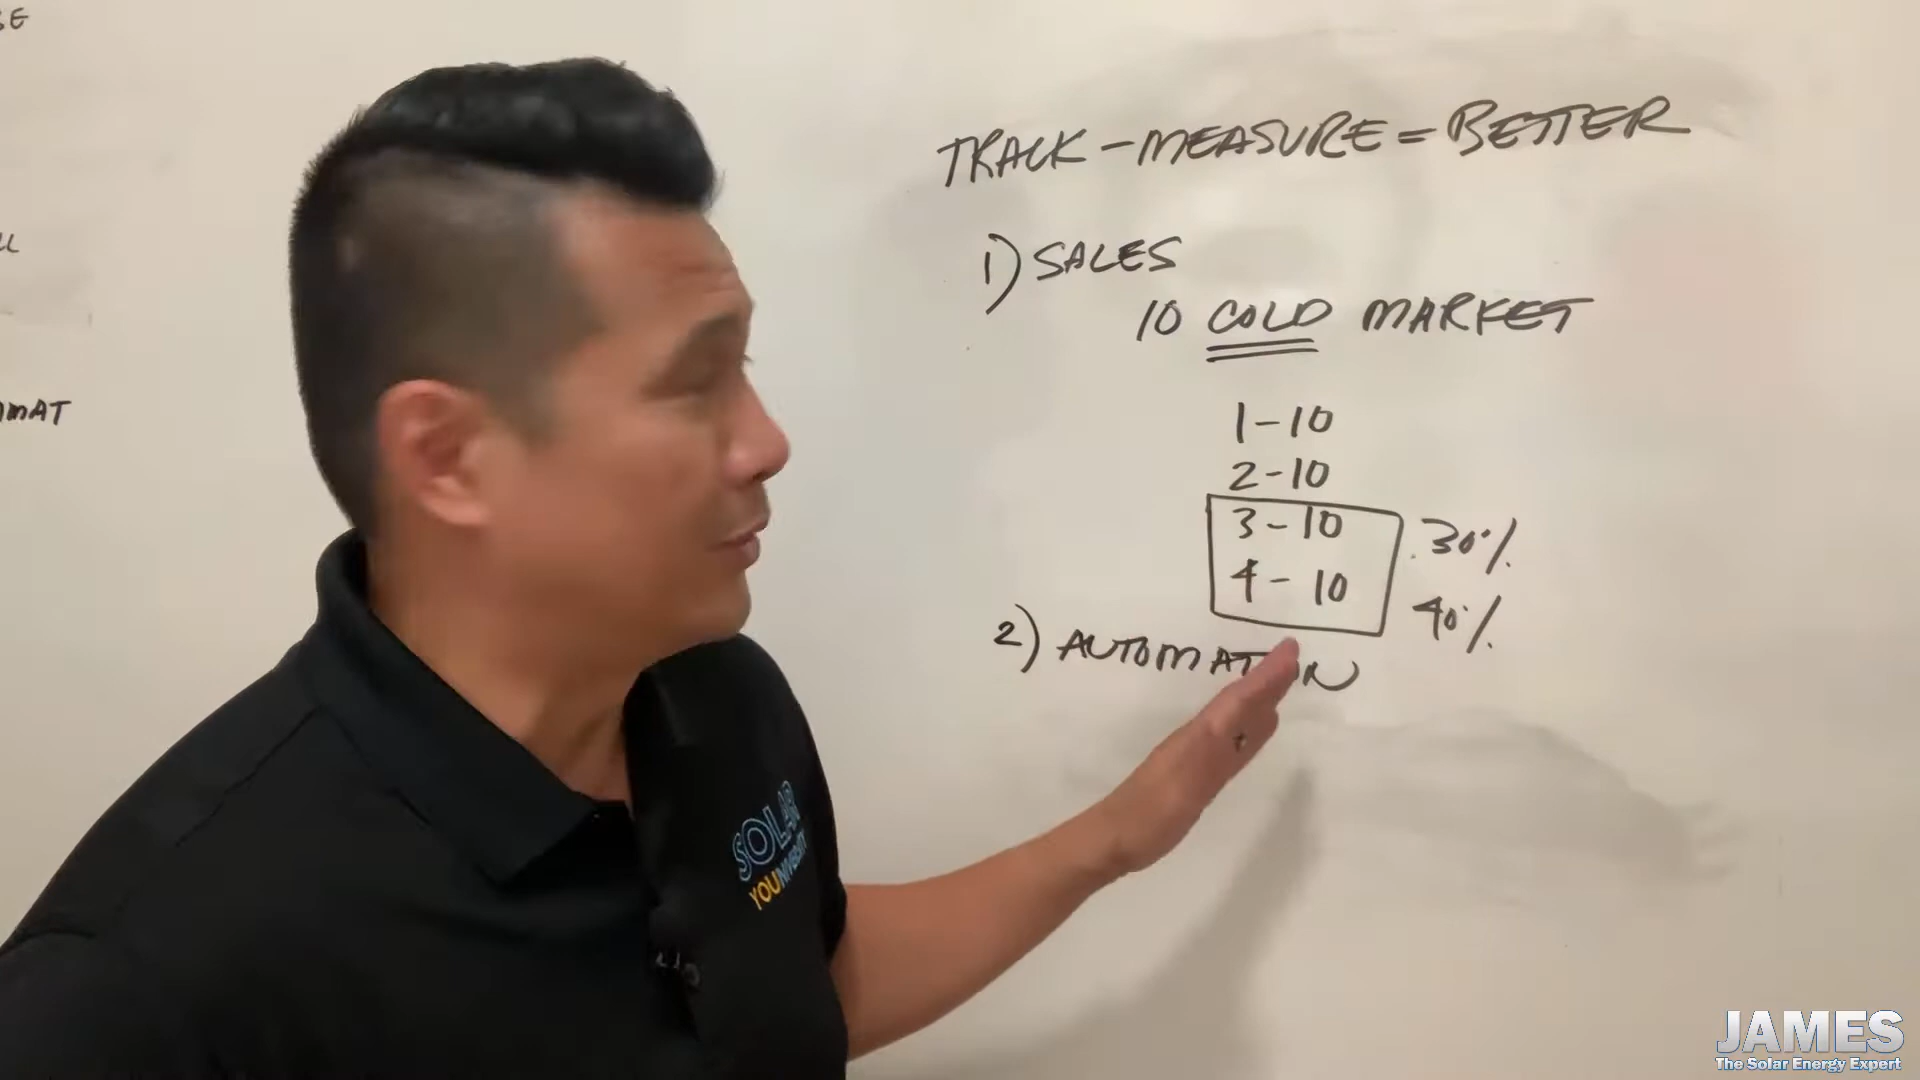 TRACK - MEASURE = BETTER
1) SALES
10 COLD MARKET
1 - 10
2 - 10
3 - 10 30%
4 - 10 40%
2) AUTOMATION
SOLAR
YOUNIVERSITY
JAMES
The Solar Energy Expert